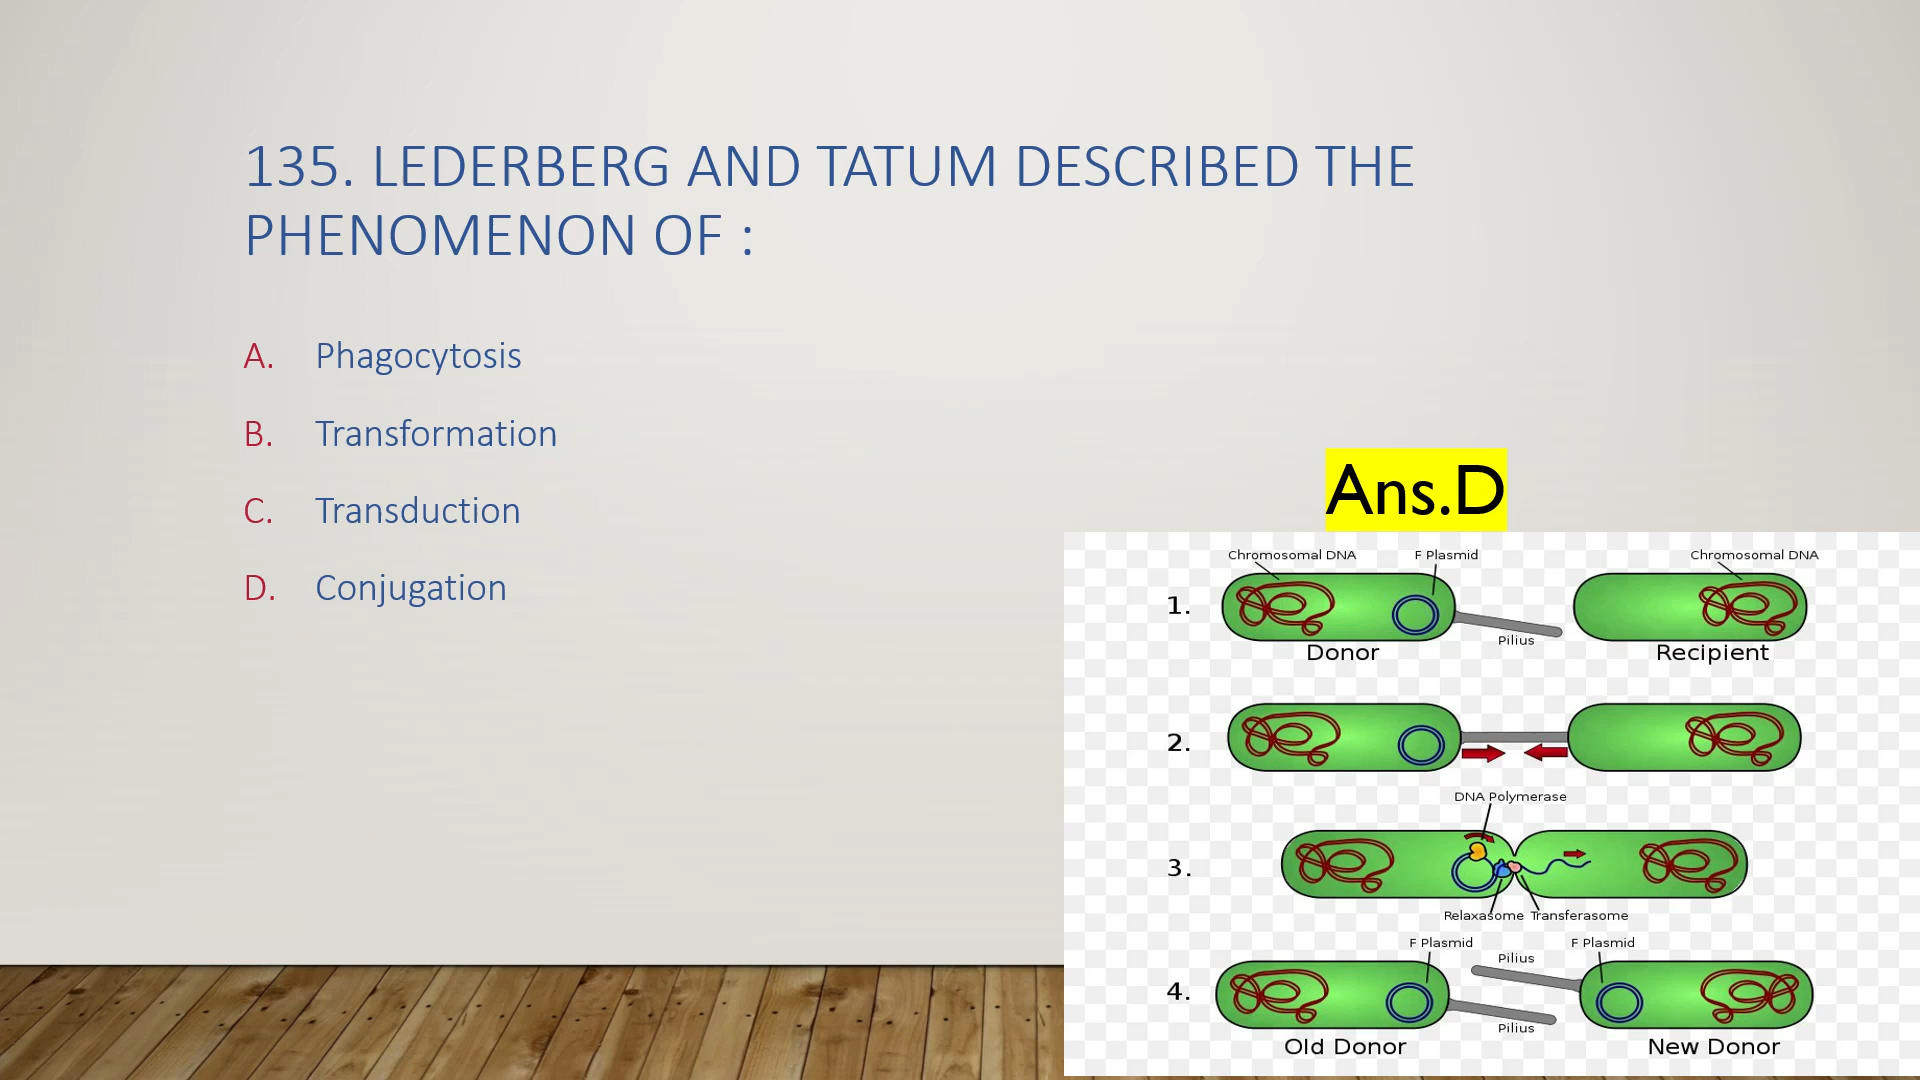 135. LEDERBERG AND TATUM DESCRIBED THE
PHENOMENON OF :
A. Phagocytosis
B. Transformation
C. Transduction
D. Conjugation
Ans.D
Chromosomal DNA F Plasmid Chromosomal DNA
1.
Pilius
Donor Recipient
2.
DNA Polymerase
3.
Relaxasome Transferasome
F Plasmid F Plasmid
Pilius
4.
Pilius
Old Donor New Donor